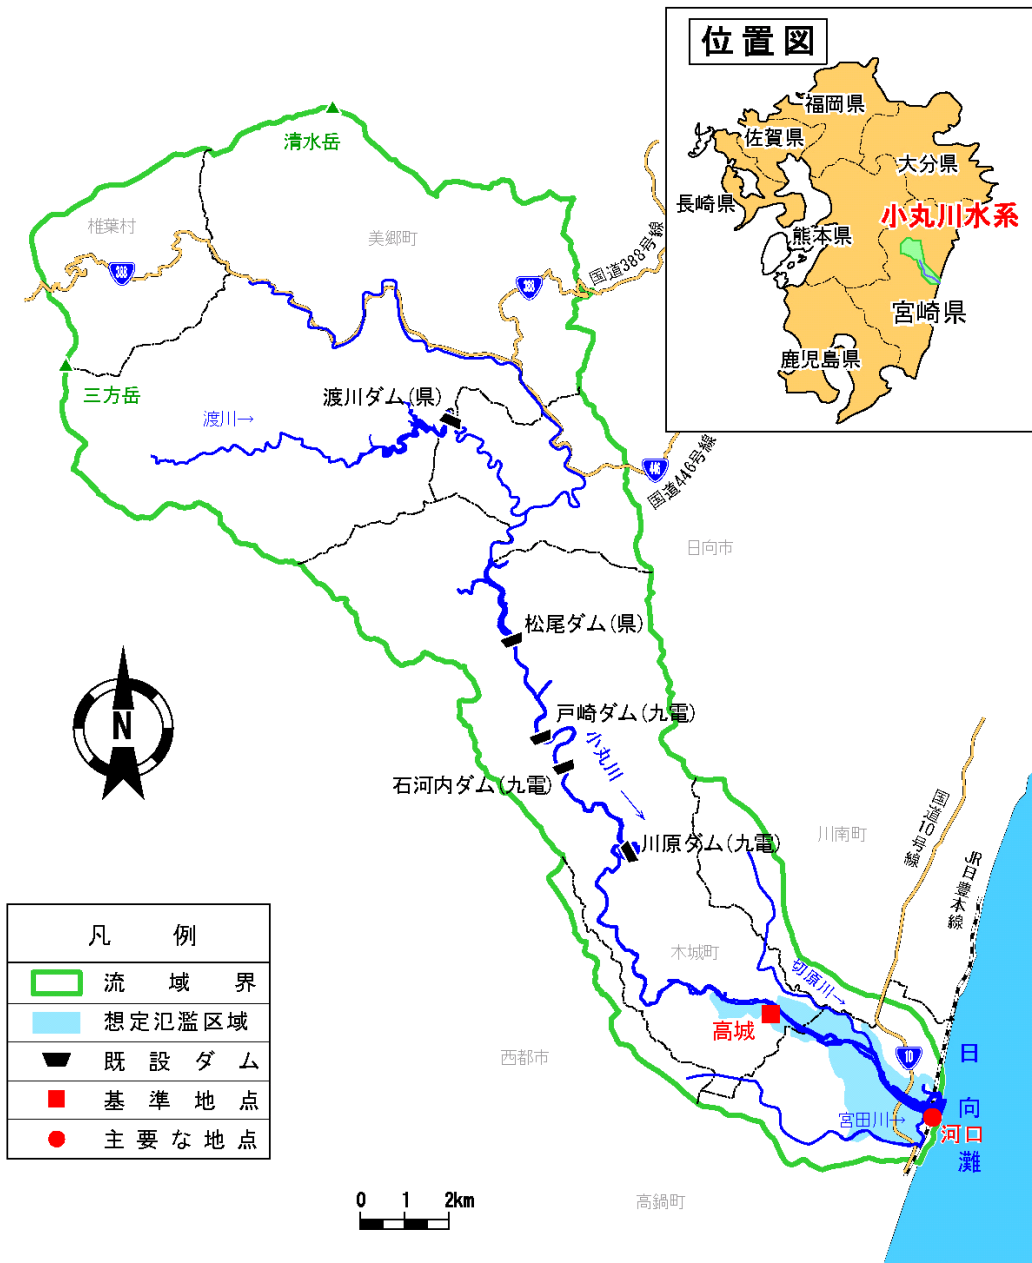 位置図
福岡県
佐賀県
大分県
長崎県
小丸川水系
熊本県
宮崎県
鹿児島県
清水岳
椎葉村
美郷町
国道388号線
388
388
三方岳
渡川ダム(県)
渡川→
446
国道446号線
日向市
松尾ダム(県)
戸崎ダム(九電)
小丸川→
石河内ダム(九電)
川原ダム(九電)
川南町
国道10号線
JR日豊本線
N
木城町
切原川→
高城
西都市
10
日向灘
宮田川→
河口
高鍋町
凡例
流域界
想定氾濫区域
既設ダム
基準地点
主要な地点
0 1 2km